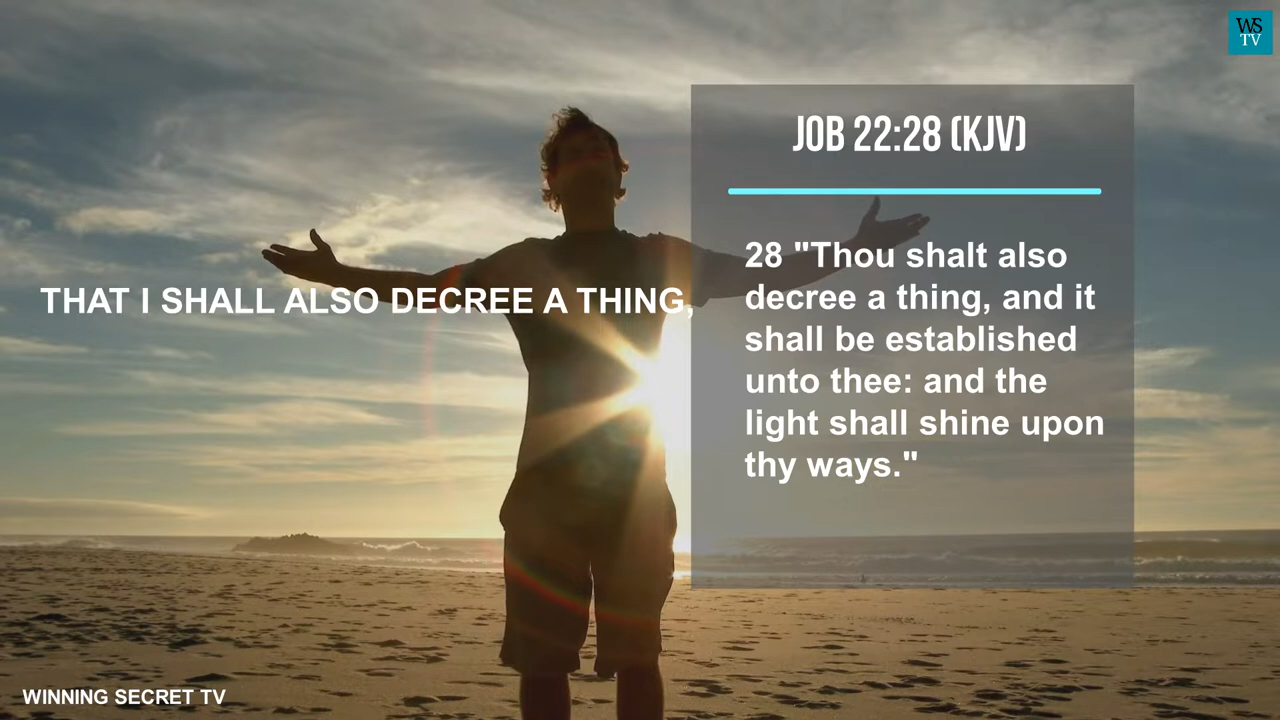 WS
TV
JOB 22:28 (KJV)
THAT I SHALL ALSO DECREE A THING,
28 "Thou shalt also
decree a thing, and it
shall be established
unto thee: and the
light shall shine upon
thy ways."
WINNING SECRET TV